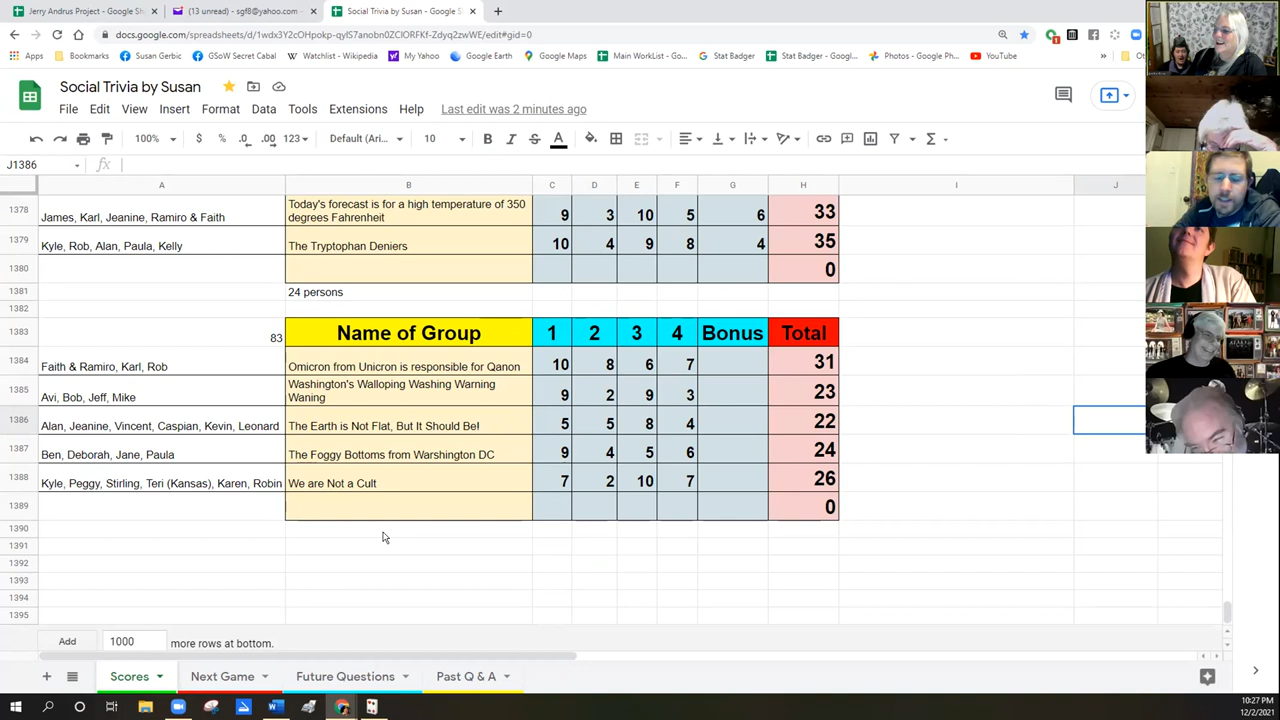 Jerry Andrus Project - Google Sh
(13 unread) - sgf8@yahoo.com -
Social Trivia by Susan - Google S
docs.google.com/spreadsheets/d/1wdx3Y2cOHpokp-qyIS7anobn0ZCIORFKf-Zdyq2zwWE/edit#gid=0
1
Apps
Bookmarks
Susan Gerbic
GSoW Secret Cabal
Watchlist - Wikipedia
My Yahoo!
Google Earth
Google Maps
Main WorkList - Go...
Stat Badger
Stat Badger - Googl...
Photos - Google Ph...
YouTube
Social Trivia by Susan
File Edit View Insert Format Data Tools Extensions Help Last edit was 2 minutes ago
100% $ % .0 .00 123 Default (Ari... 10 B I S A
J1386 fx
A B C D E F G H I J
1378 James, Karl, Jeanine, Ramiro & Faith Today's forecast is for a high temperature of 350 degrees Fahrenheit 9 3 10 5 6 33
1379 Kyle, Rob, Alan, Paula, Kelly The Tryptophan Deniers 10 4 9 8 4 35
1380 0
1381 24 persons
1382
1383 83 Name of Group 1 2 3 4 Bonus Total
1384 Faith & Ramiro, Karl, Rob Omicron from Unicron is responsible for Qanon 10 8 6 7 31
1385 Avi, Bob, Jeff, Mike Washington's Walloping Washing Warning Waning 9 2 9 3 23
1386 Alan, Jeanine, Vincent, Caspian, Kevin, Leonard The Earth is Not Flat, But It Should Be! 5 5 8 4 22
1387 Ben, Deborah, Jane, Paula The Foggy Bottoms from Warshington DC 9 4 5 6 24
1388 Kyle, Peggy, Stirling, Teri (Kansas), Karen, Robin We are Not a Cult 7 2 10 7 26
1389 0
1390
1391
1392
1393
1394
1395
Add 1000 more rows at bottom.
Scores Next Game Future Questions Past Q & A
10:27 PM
12/2/2021